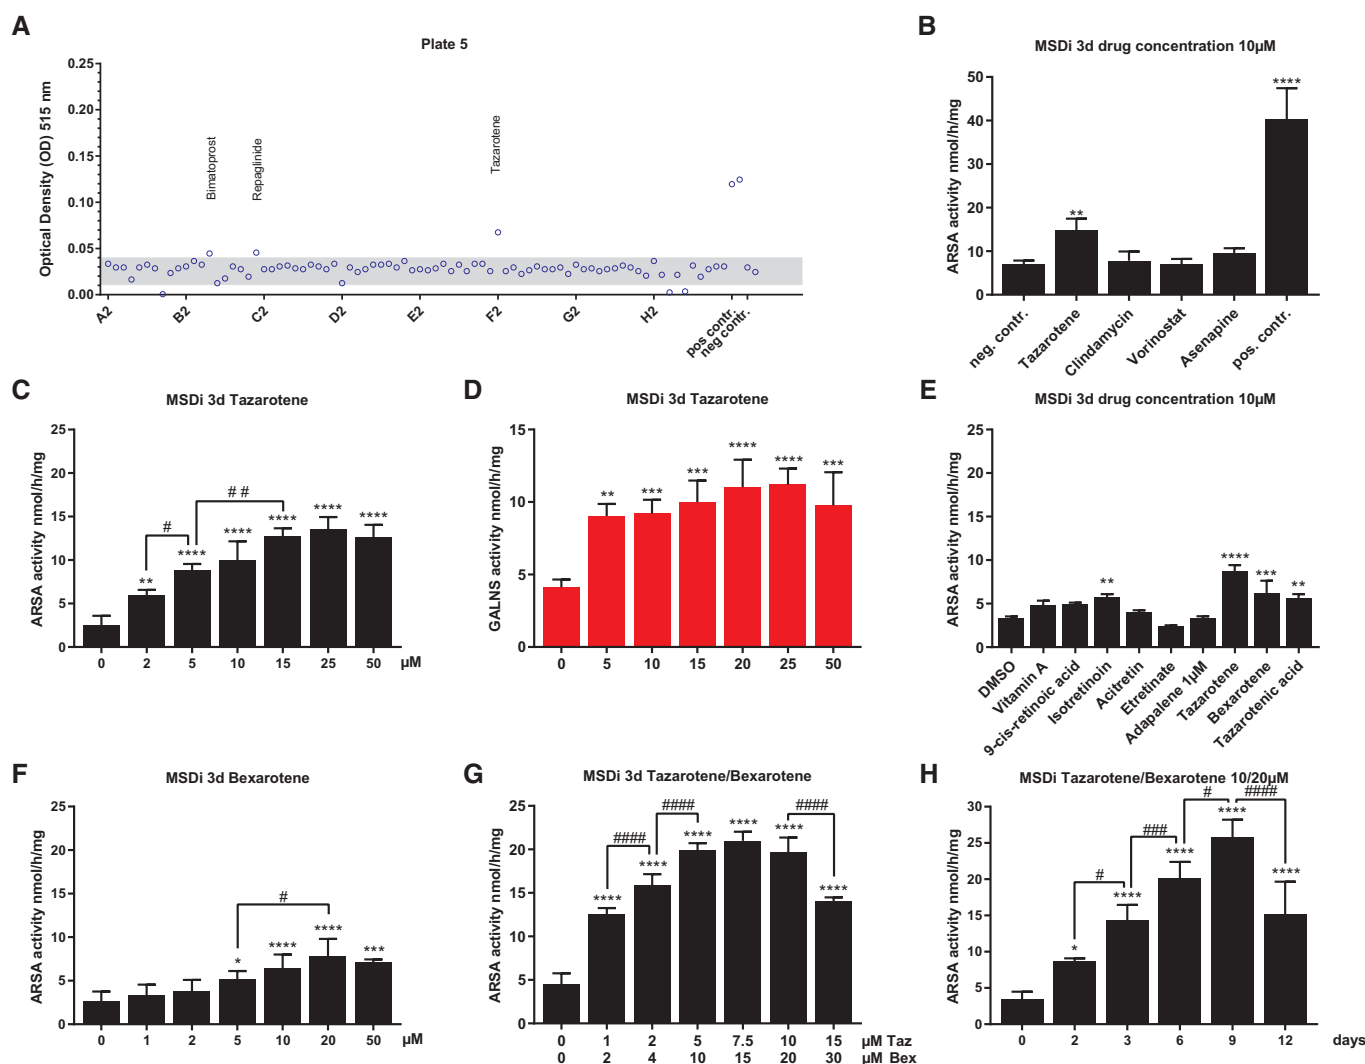 A
Plate 5
Optical Density (OD) 515 nm
0.25
0.20
0.15
0.10
0.05
0.00
Bimatoprost
Repaglinide
Tazarotene
A2
B2
C2
D2
E2
F2
G2
H2
pos contr.
neg contr.
B
MSDi 3d drug concentration 10µM
ARSA activity nmol/h/mg
50
40
30
20
10
0
**
****
neg. contr.
Tazarotene
Clindamycin
Vorinostat
Asenapine
pos. contr.
C
MSDi 3d Tazarotene
ARSA activity nmol/h/mg
25
20
15
10
5
0
# #
#
**
****
****
****
****
****
0 2 5 10 15 25 50 µM
D
MSDi 3d Tazarotene
GALNS activity nmol/h/mg
15
10
5
0
**
***
***
****
****
***
0 5 10 15 20 25 50
E
MSDi 3d drug concentration 10µM
ARSA activity nmol/h/mg
25
20
15
10
5
0
**
****
***
**
DMSO
Vitamin A
9-cis-retinoic acid
Isotretinoin
Acitretin
Etretinate
Adapalene 1µM
Tazarotene
Bexarotene
Tazarotenic acid
F
MSDi 3d Bexarotene
ARSA activity nmol/h/mg
25
20
15
10
5
0
#
*
****
****
***
0 1 2 5 10 20 50 µM
G
MSDi 3d Tazarotene/Bexarotene
ARSA activity nmol/h/mg
25
20
15
10
5
0
####
####
####
****
****
****
****
****
****
0 1 2 5 7.5 10 15 µM Taz
0 2 4 10 15 20 30 µM Bex
H
MSDi Tazarotene/Bexarotene 10/20µM
ARSA activity nmol/h/mg
30
25
20
15
10
5
0
#
###
#
####
*
****
****
****
****
0 2 3 6 9 12 days